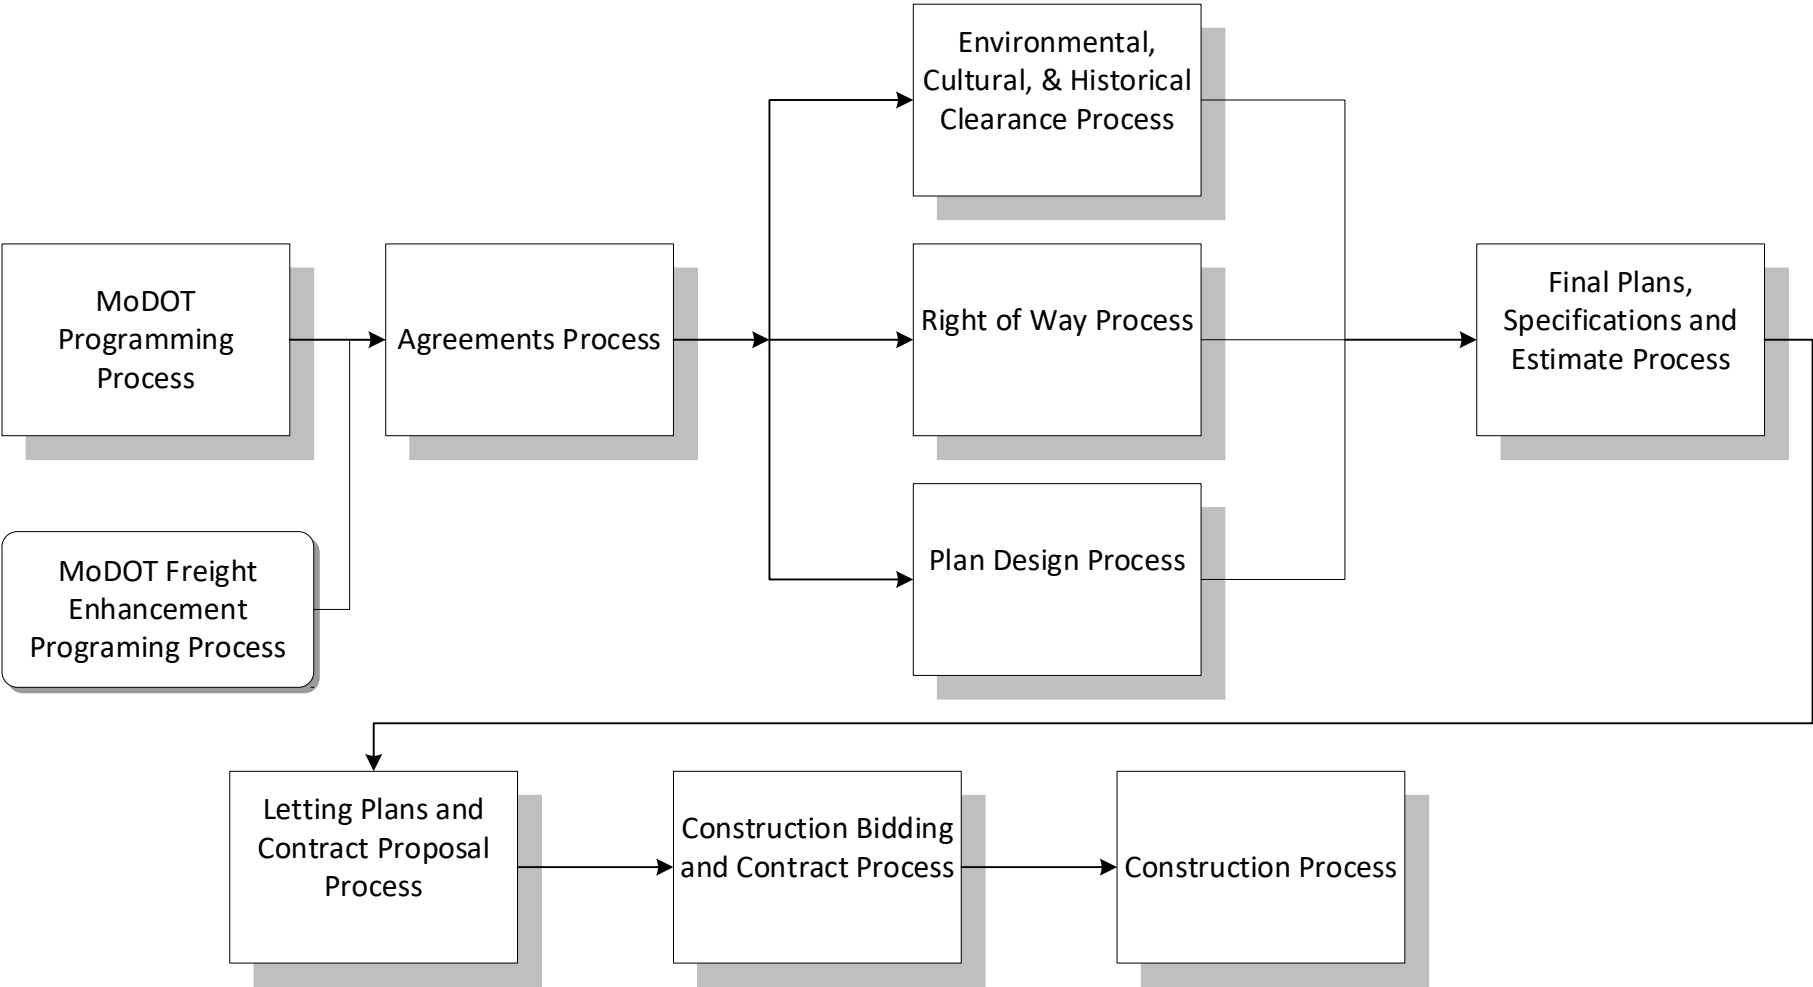 Environmental,
Cultural, & Historical
Clearance Process
MoDOT
Programming
Process
Agreements Process
Right of Way Process
Final Plans,
Specifications and
Estimate Process
MoDOT Freight
Enhancement
Programing Process
Plan Design Process
Letting Plans and
Contract Proposal
Process
Construction Bidding
and Contract Process
Construction Process